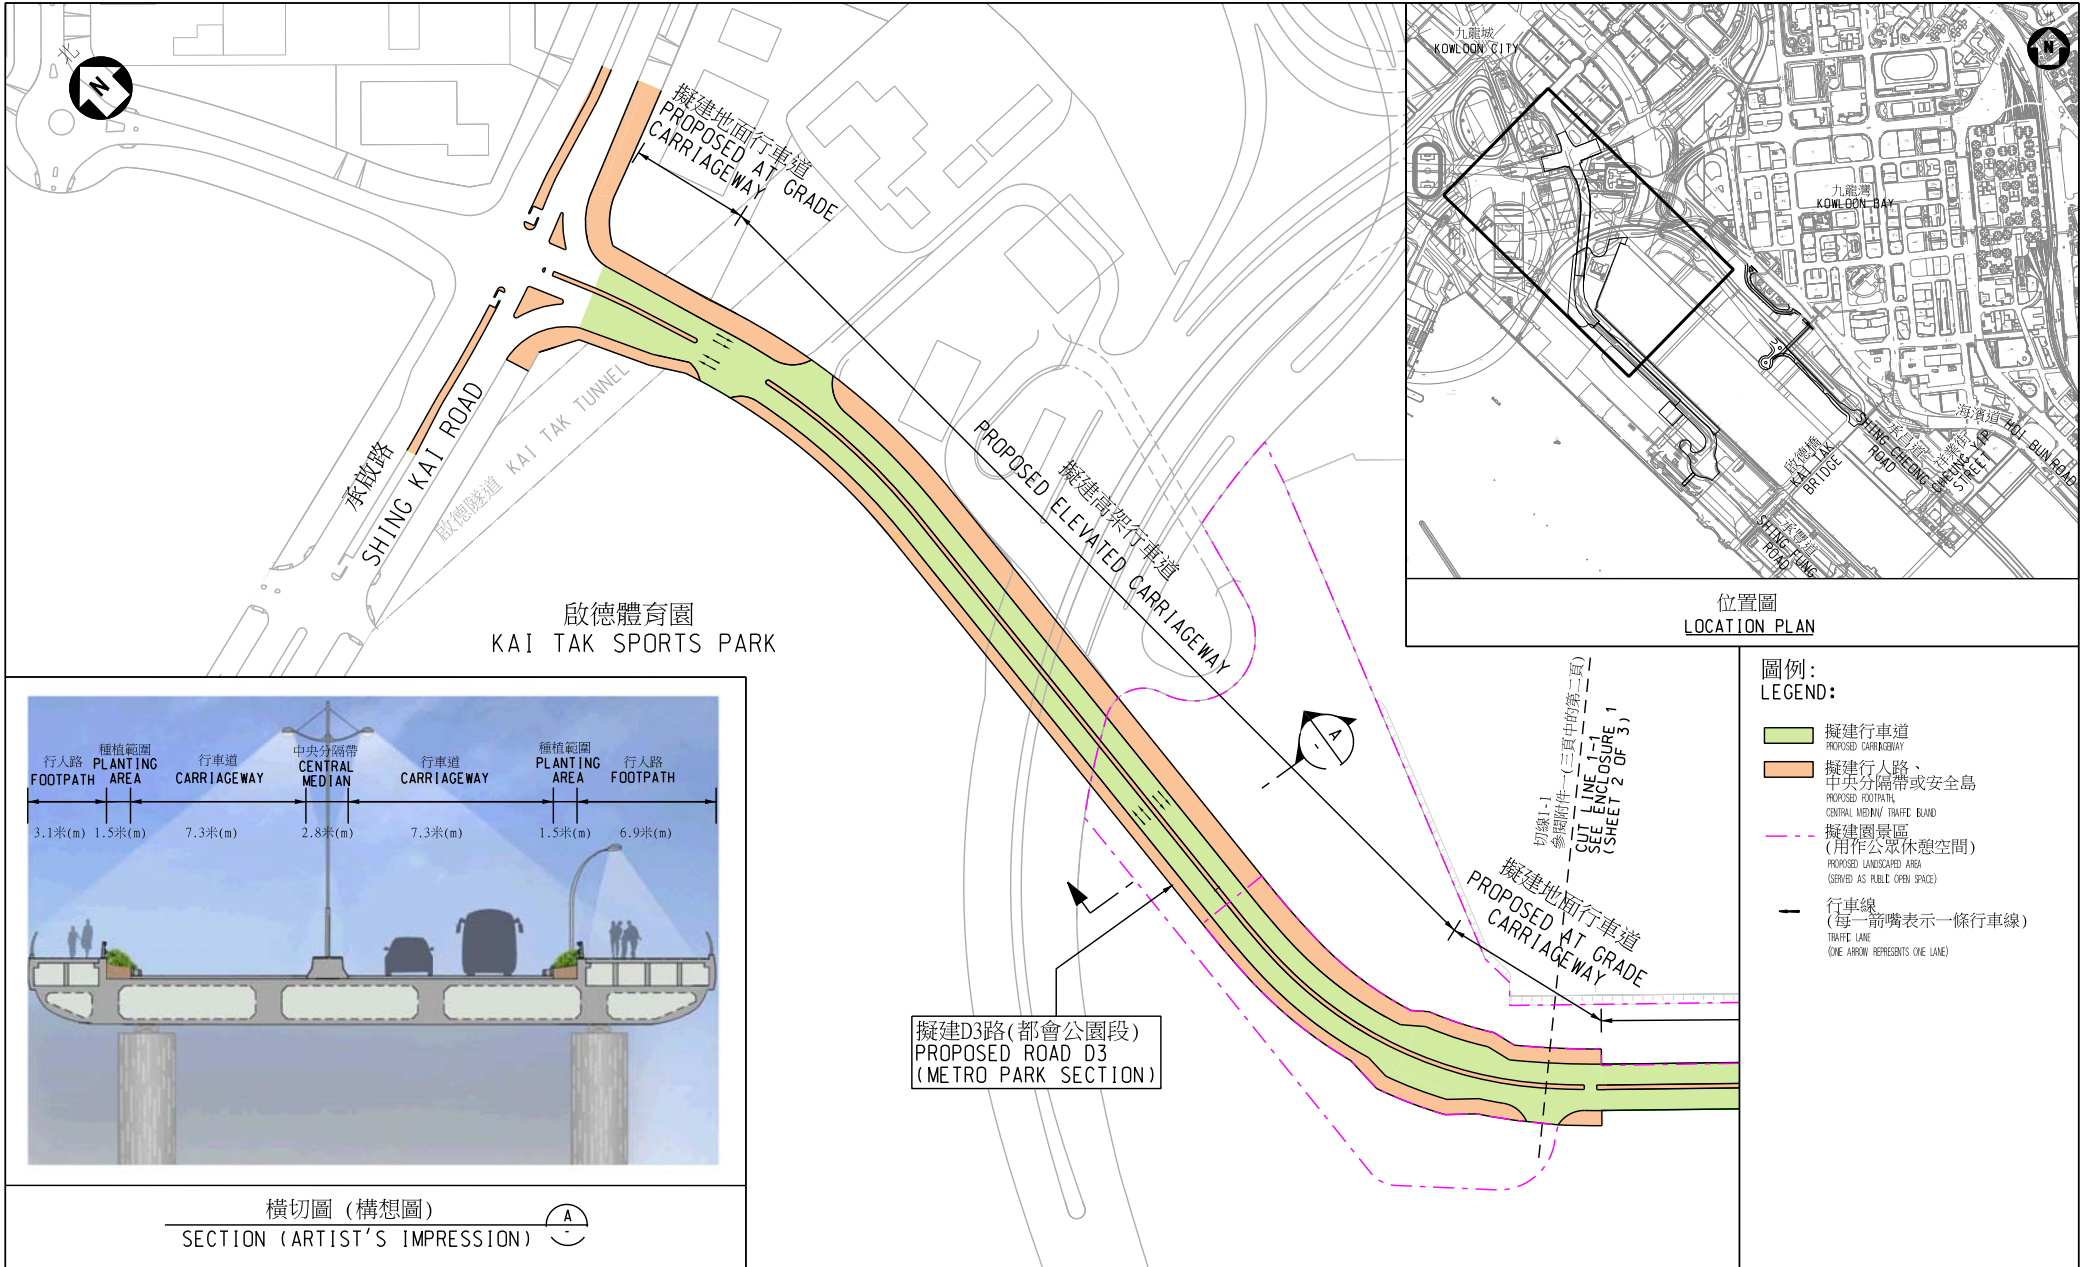 北
N
擬建地面行車道
PROPOSED AT GRADE
CARRIAGEWAY
擬建高架行車道
PROPOSED ELEVATED CARRIAGEWAY
承啟路
SHING KAI ROAD
啟德隧道 KAI TAK TUNNEL
啟德體育園
KAI TAK SPORTS PARK
A
-
切線1-1
參閱附件一(三頁中的第二頁)
CUT LINE 1-1
SEE ENCLOSURE 1
(SHEET 2 OF 3)
擬建地面行車道
PROPOSED AT GRADE
CARRIAGEWAY
擬建D3路(都會公園段)
PROPOSED ROAD D3
(METRO PARK SECTION)
行人路
FOOTPATH
種植範圍
PLANTING
AREA
行車道
CARRIAGEWAY
中央分隔帶
CENTRAL
MEDIAN
行車道
CARRIAGEWAY
種植範圍
PLANTING
AREA
行人路
FOOTPATH
3.1米(m)
1.5米(m)
7.3米(m)
2.8米(m)
7.3米(m)
1.5米(m)
6.9米(m)
橫切圖 (構想圖)
SECTION (ARTIST'S IMPRESSION)
A
-
九龍城
KOWLOON CITY
北
N
九龍灣
KOWLOON BAY
海濱道 HOI BUN ROAD
祥業街
CHEUNG YIP
STREET
承昌道
SHING CHEONG
ROAD
啟德橋
KAI TAK
BRIDGE
承豐道
SHING FUNG
ROAD
位置圖
LOCATION PLAN
圖例:
LEGEND:
擬建行車道
PROPOSED CARRIAGEWAY
擬建行人路、
中央分隔帶或安全島
PROPOSED FOOTPATH,
CENTRAL MEDIAN/ TRAFFIC ISLAND
擬建園景區
(用作公眾休憩空間)
PROPOSED LANDSCAPED AREA
(SERVED AS PUBLIC OPEN SPACE)
行車線
(每一箭嘴表示一條行車線)
TRAFFIC LANE
(ONE ARROW REPRESENTS ONE LANE)